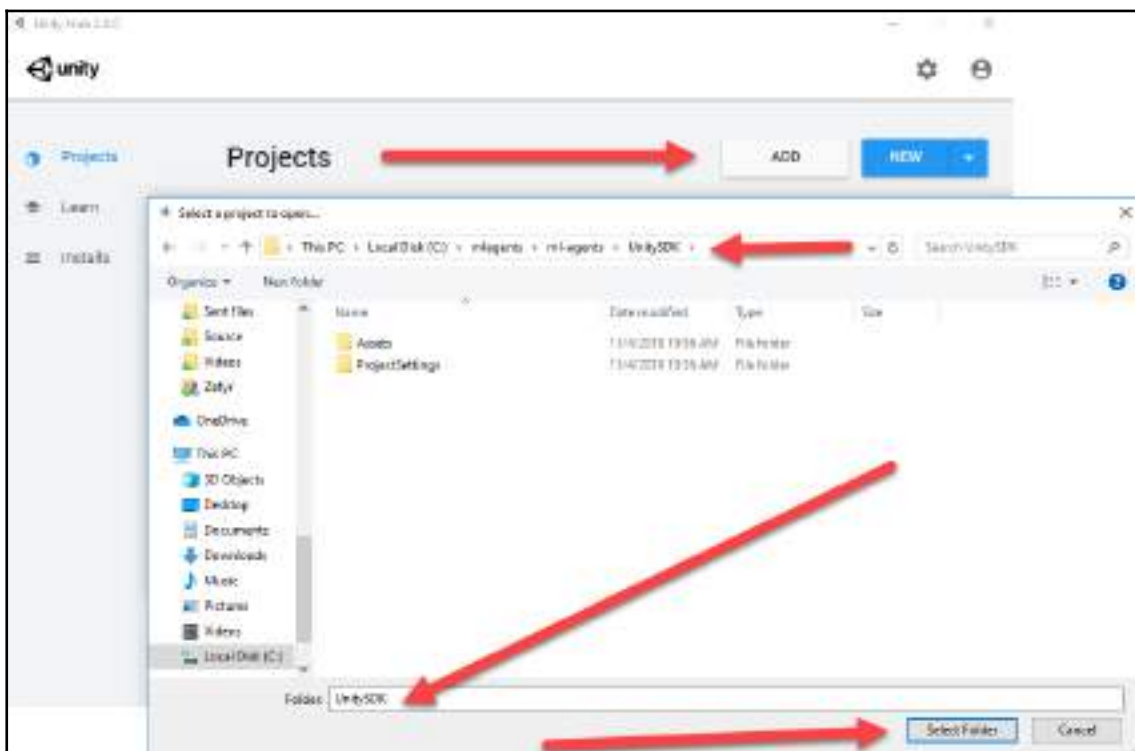 unity
Projects
Projects
ADD
NEW
Learn
Installs
Select a project to open...
This PC › Local Disk (C:) › mlagents › ml-agents › UnitySDK ›
Search UnitySDK
Organize
New folder
Name
Date modified
Type
Size
Sent files
Source
Videos
Zefyr
OneDrive
This PC
3D Objects
Desktop
Documents
Downloads
Music
Pictures
Videos
Local Disk (C:)
Assets
File folder
ProjectSettings
File folder
Folder:
UnitySDK
Select Folder
Cancel